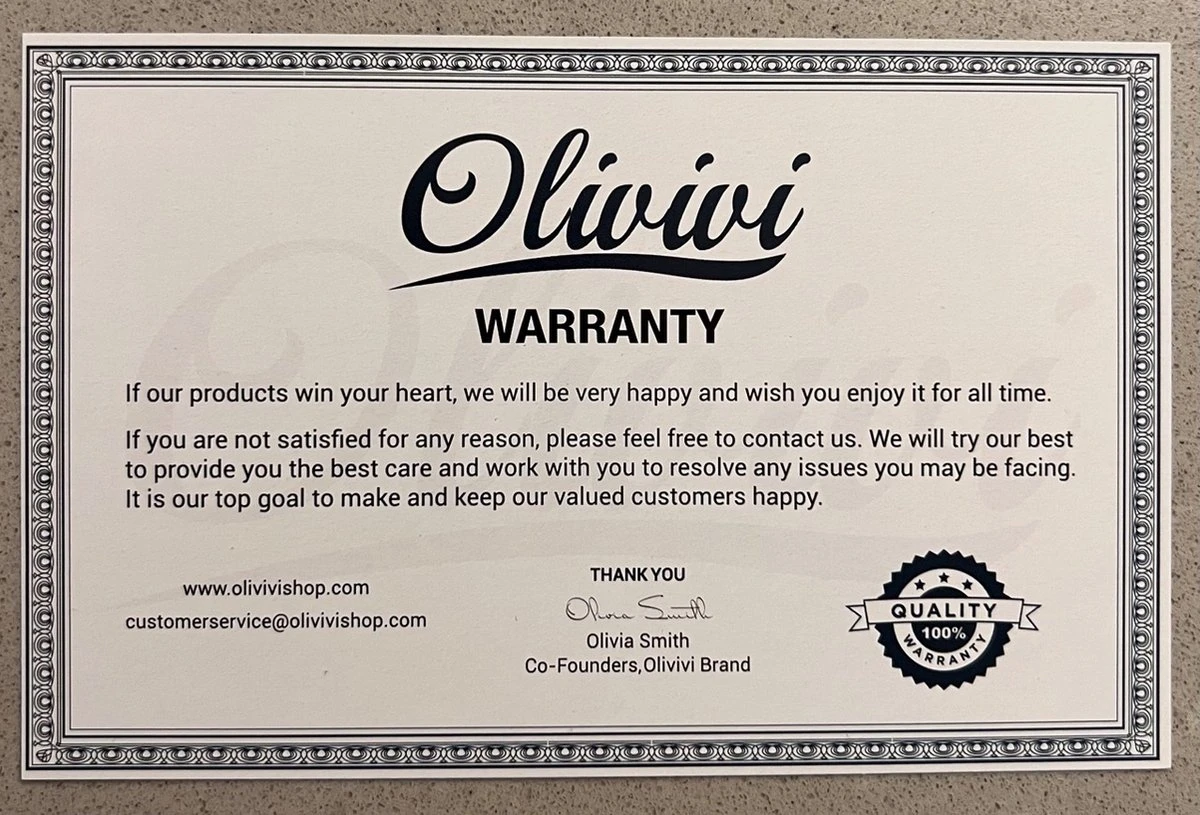 Olivivi
WARRANTY
If our products win your heart, we will be very happy and wish you enjoy it for all time.
If you are not satisfied for any reason, please feel free to contact us. We will try our best
to provide you the best care and work with you to resolve any issues you may be facing.
It is our top goal to make and keep our valued customers happy.
www.olivivishop.com
customerservice@olivivishop.com
THANK YOU
Olivia Smith
Olivia Smith
Co-Founders,Olivivi Brand
QUALITY
100%
WARRANTY